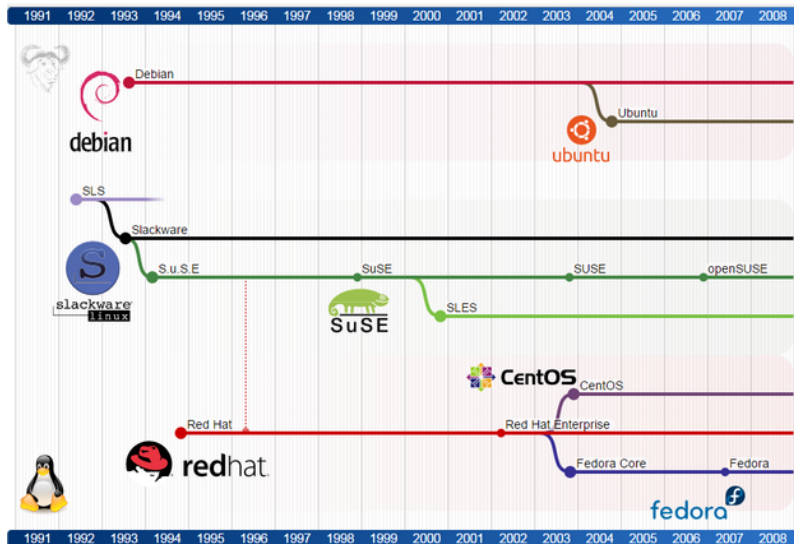 1991 1992 1993 1994 1995 1996 1997 1998 1999 2000 2001 2002 2003 2004 2005 2006 2007 2008
Debian
debian
Ubuntu
ubuntu
SLS
Slackware
S
slackware
linux
S.u.S.E
SuSE
SUSE
openSUSE
SuSE
SLES
CentOS
CentOS
Red Hat
Red Hat Enterprise
redhat.
Fedora Core
Fedora
fedora
1991 1992 1993 1994 1995 1996 1997 1998 1999 2000 2001 2002 2003 2004 2005 2006 2007 2008